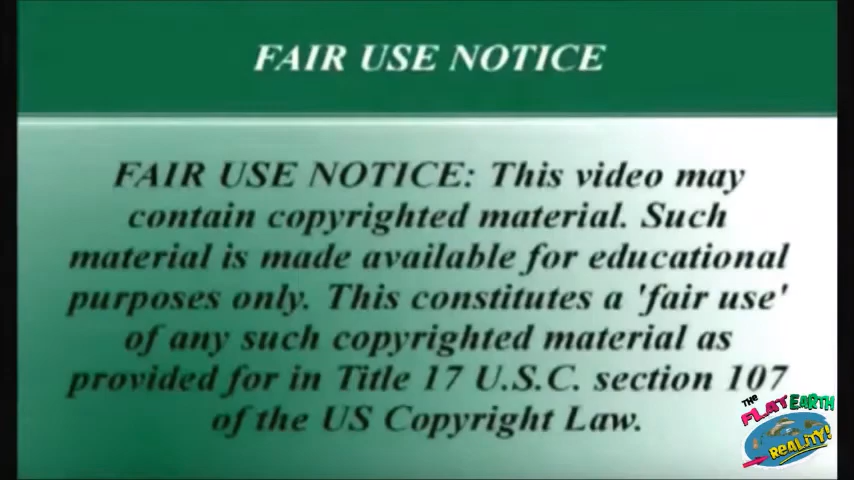 FAIR USE NOTICE
FAIR USE NOTICE: This video may
contain copyrighted material. Such
material is made available for educational
purposes only. This constitutes a 'fair use'
of any such copyrighted material as
provided for in Title 17 U.S.C. section 107
of the US Copyright Law.
THE
FLAT EARTH
REALITY!